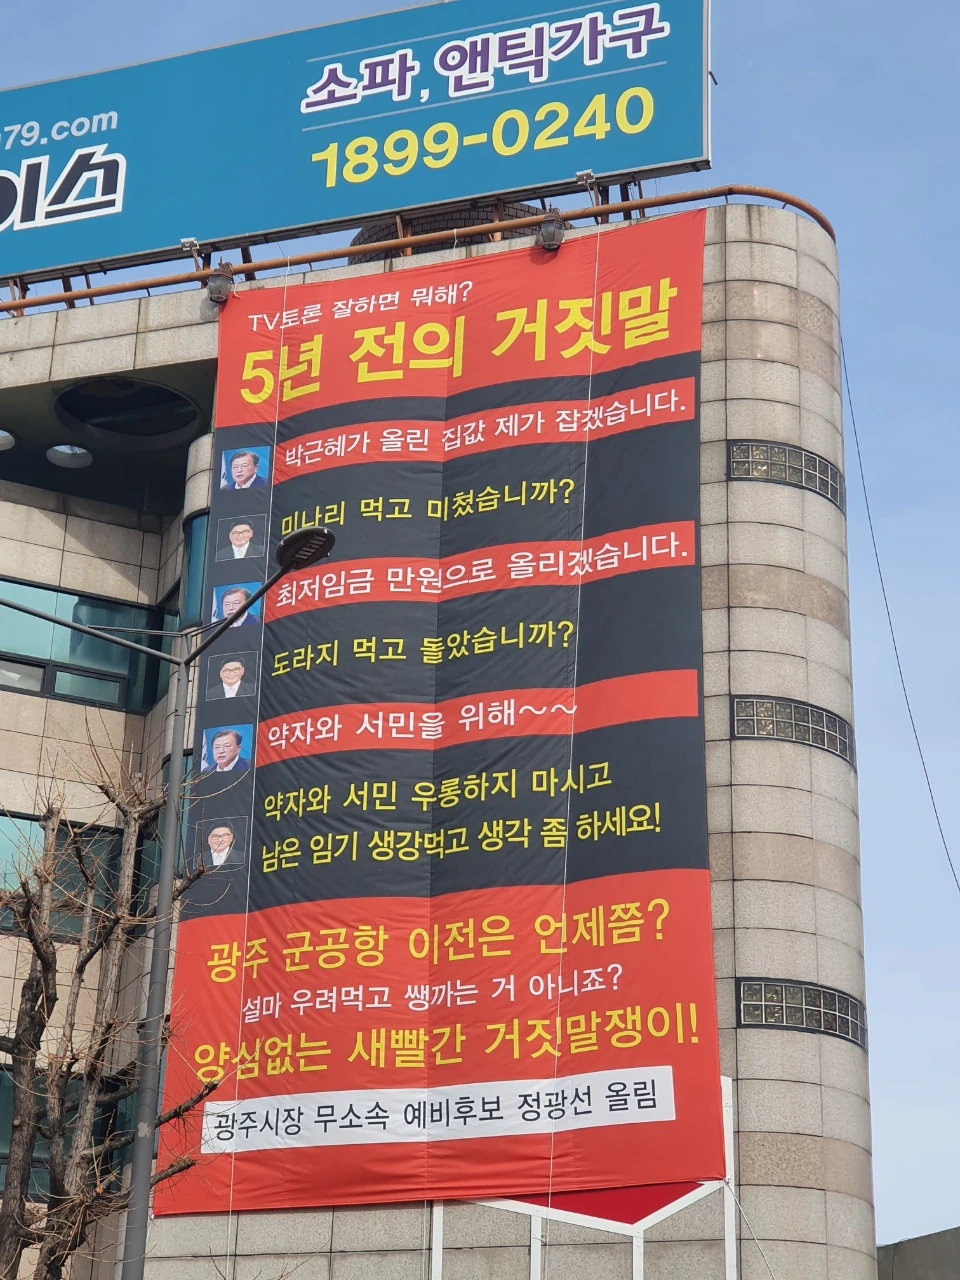 소파, 앤틱가구
79.com
1899-0240
이스
TV토론 잘하면 뭐해?
5년 전의 거짓말
박근혜가 올린 집값 제가 잡겠습니다.
미나리 먹고 미쳤습니까?
최저임금 만원으로 올리겠습니다.
도라지 먹고 돌았습니까?
약자와 서민을 위해~~
약자와 서민 우롱하지 마시고
남은 임기 생강먹고 생각 좀 하세요!
광주 군공항 이전은 언제쯤?
설마 우려먹고 쌩까는 거 아니죠?
양심없는 새빨간 거짓말쟁이!
광주시장 무소속 예비후보 정광선 올림